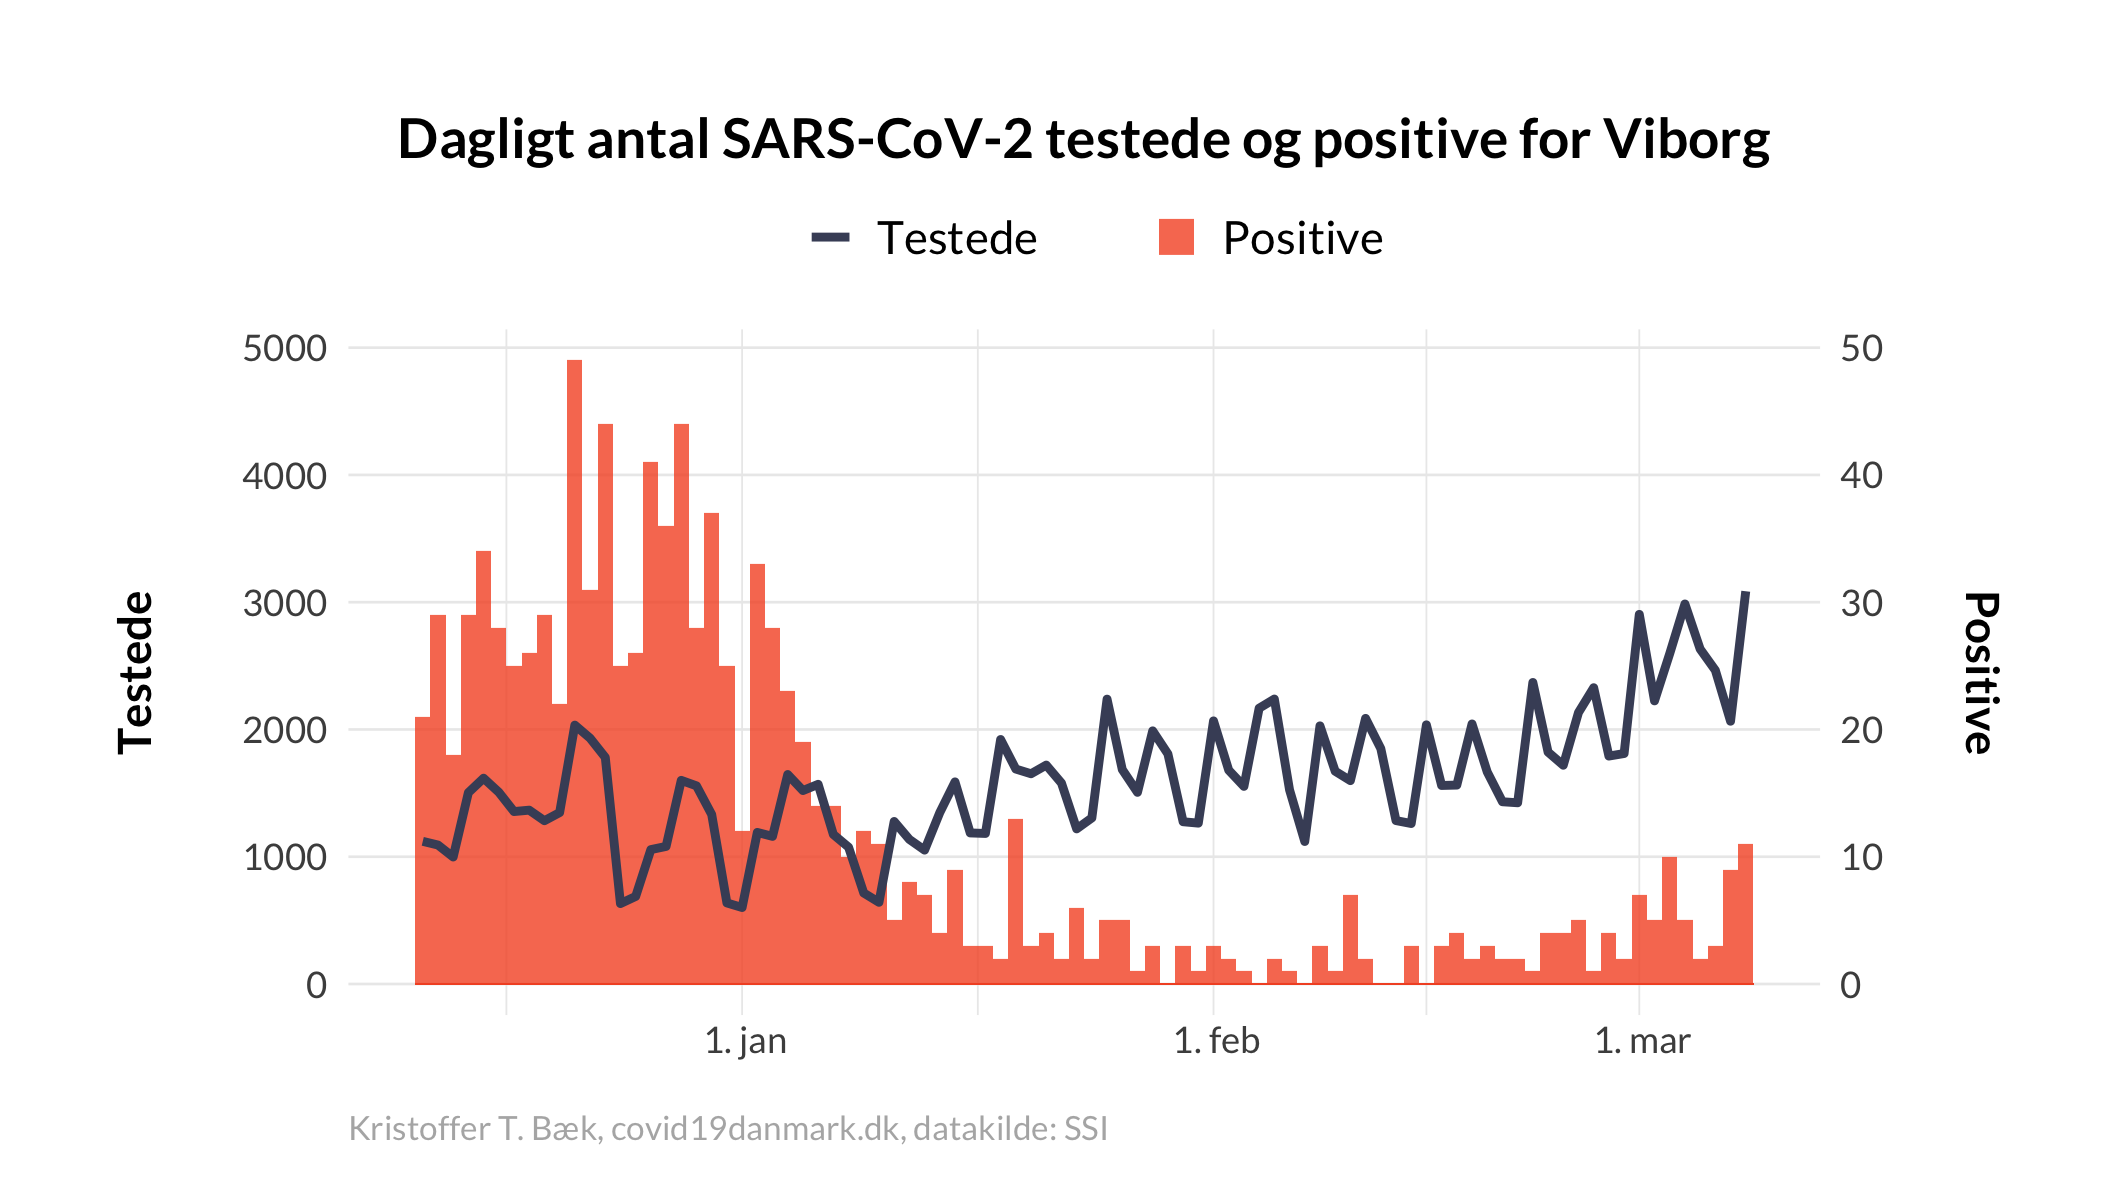 Dagligt antal SARS-CoV-2 testede og positive for Viborg
Testede Positive
5000 50
4000 40
3000 30
2000 20
1000 10
0 0
Testede
Positive
1. jan 1. feb 1. mar
Kristoffer T. Bæk, covid19danmark.dk, datakilde: SSI